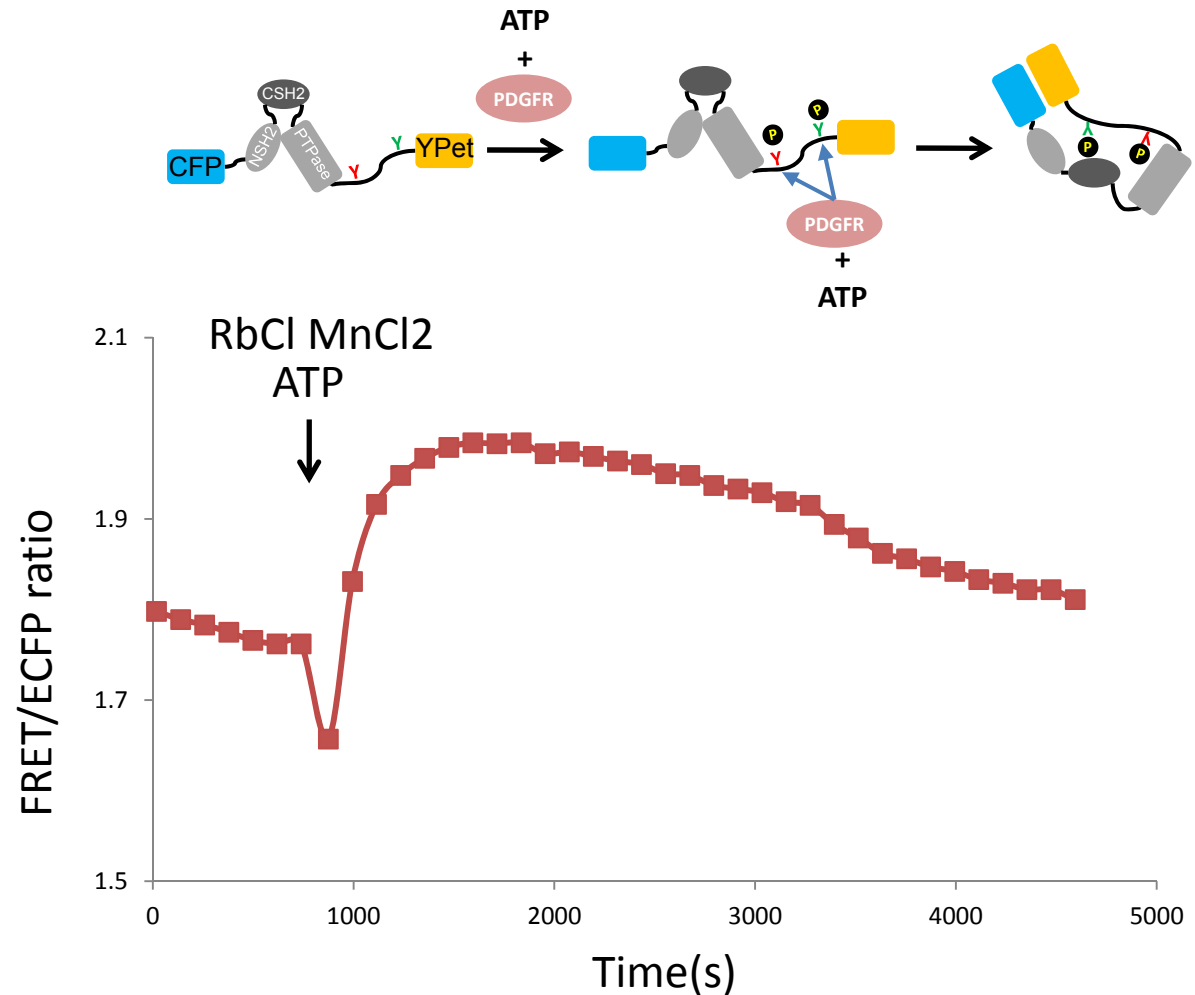 ATP
+
PDGFR
CSH2
NSH2
PTPase
CFP
Y
Y
YPet
P
Y
P
Y
PDGFR
+
ATP
Y
P
Y
P
RbCl MnCl2
ATP
FRET/ECFP ratio
2.1
1.9
1.7
1.5
0
1000
2000
3000
4000
5000
Time(s)